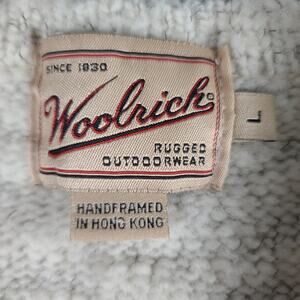 SINCE 1830
Woolrich®
RUGGED
OUTDOORWEAR
L
HANDFRAMED
IN HONG KONG